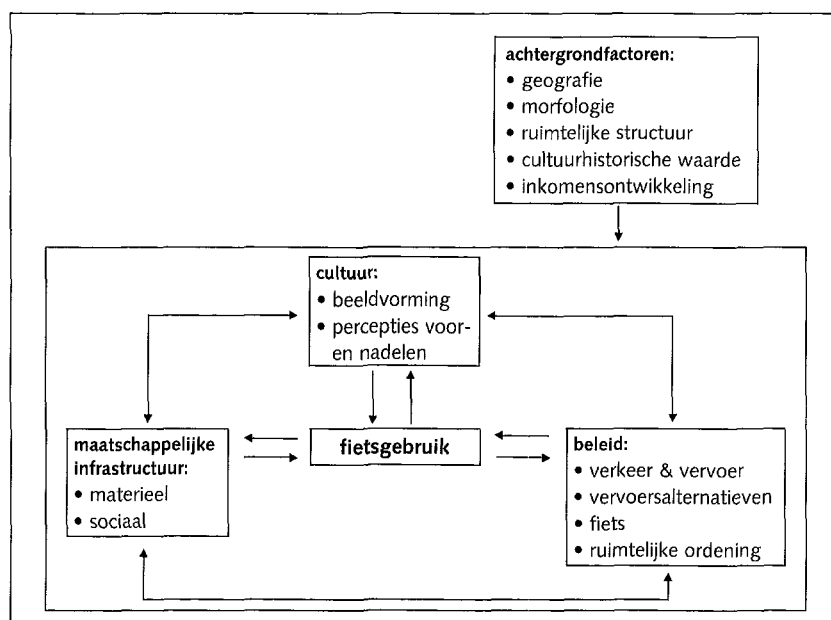 achtergrondfactoren:
• geografie
• morfologie
• ruimtelijke structuur
• cultuurhistorische waarde
• inkomensontwikkeling
cultuur:
• beeldvorming
• percepties voor-
en nadelen
maatschappelijke
infrastructuur:
• materieel
• sociaal
fietsgebruik
beleid:
• verkeer & vervoer
• vervoersalternatieven
• fiets
• ruimtelijke ordening